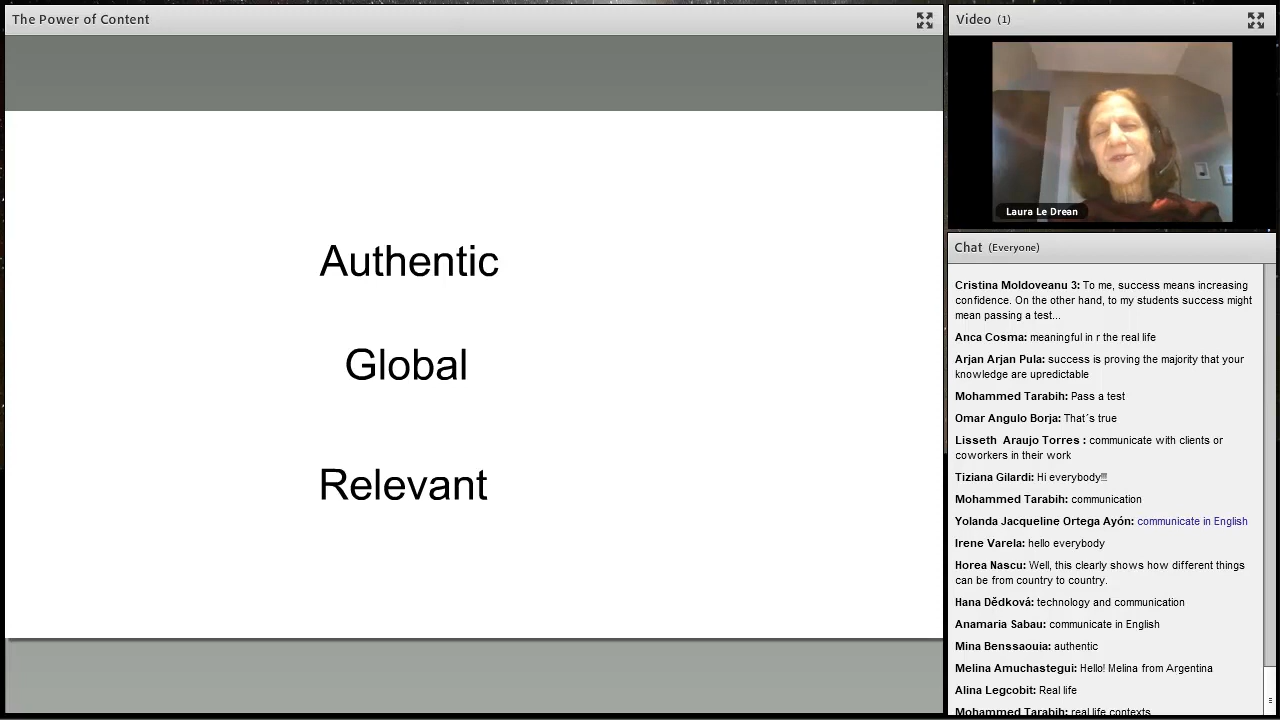 The Power of Content
Authentic
Global
Relevant
Video (1)
Laura Le Drean
Chat (Everyone)
Cristina Moldoveanu 3: To me, success means increasing
confidence. On the other hand, to my students success might
mean passing a test...
Anca Cosma: meaningful in r the real life
Arjan Arjan Pula: success is proving the majority that your
knowledge are upredictable
Mohammed Tarabih: Pass a test
Omar Angulo Borja: That´s true
Lisseth Araujo Torres : communicate with clients or
coworkers in their work
Tiziana Gilardi: Hi everybody!!!
Mohammed Tarabih: communication
Yolanda Jacqueline Ortega Ayón: communicate in English
Irene Varela: hello everybody
Horea Nascu: Well, this clearly shows how different things
can be from country to country.
Hana Dědková: technology and communication
Anamaria Sabau: communicate in English
Mina Benssaouia: authentic
Melina Amuchastegui: Hello! Melina from Argentina
Alina Legcobit: Real life
Mohammed Tarabih: real life contexts